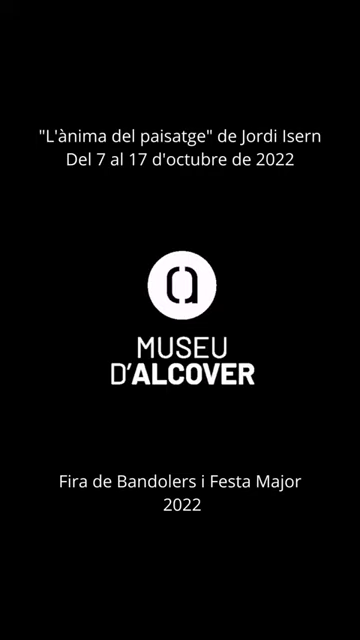 "L'ànima del paisatge" de Jordi Isern
Del 7 al 17 d'octubre de 2022
a
MUSEU
D'ALCOVER
Fira de Bandolers i Festa Major
2022